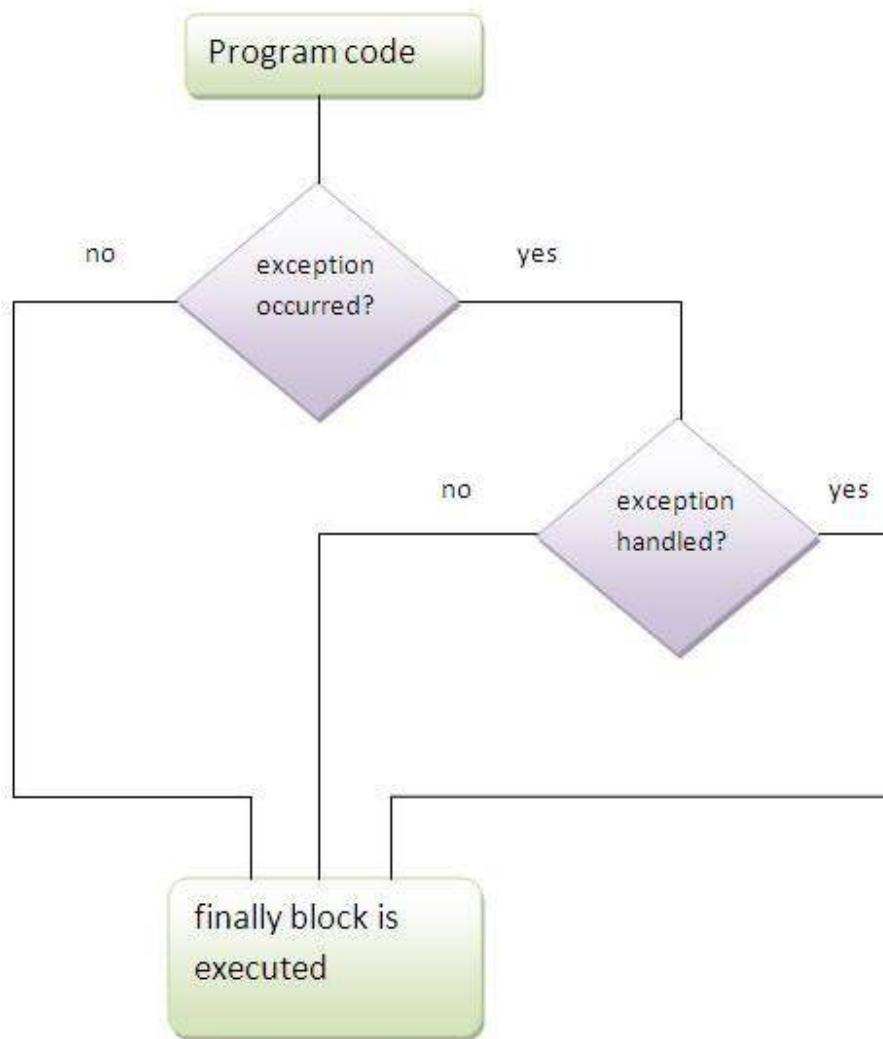 Program code
no
yes
exception
occurred?
no
yes
exception
handled?
finally block is
executed